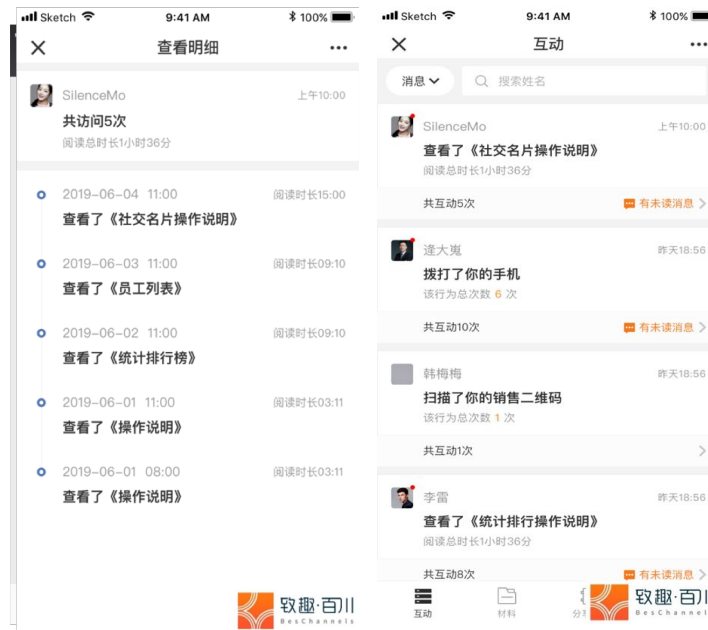 Sketch 9:41 AM 100%
查看明细
SilenceMo 上午10:00
共访问5次
阅读总时长1小时36分
2019-06-04 11:00 阅读时长15:00
查看了《社交名片操作说明》
2019-06-03 11:00 阅读时长09:10
查看了《员工列表》
2019-06-02 11:00 阅读时长09:10
查看了《统计排行榜》
2019-06-01 11:00 阅读时长03:11
查看了《操作说明》
2019-06-01 08:00 阅读时长03:11
查看了《操作说明》
致趣·百川
BesChannels
Sketch 9:41 AM 100%
互动
消息 搜索姓名
SilenceMo 上午10:00
查看了《社交名片操作说明》
阅读总时长1小时36分
共互动5次 有未读消息
逄大嵬 昨天18:56
拨打了你的手机
该行为总次数 6 次
共互动10次 有未读消息
韩梅梅 昨天18:56
扫描了你的销售二维码
该行为总次数 1 次
共互动1次
李雷 昨天18:56
查看了《统计排行操作说明》
阅读总时长1小时36分
共互动8次 有未读消息
互动 材料
致趣·百川
BesChannels